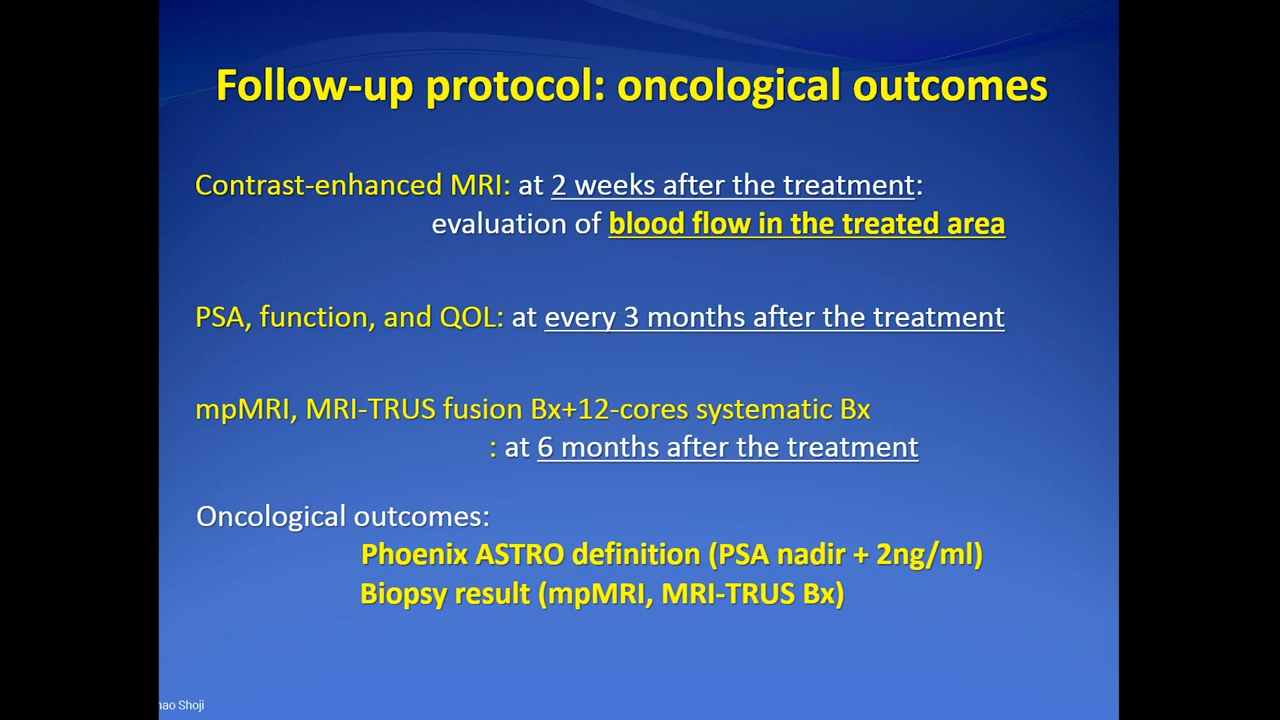 Follow-up protocol: oncological outcomes
Contrast-enhanced MRI: at 2 weeks after the treatment:
evaluation of blood flow in the treated area
PSA, function, and QOL: at every 3 months after the treatment
mpMRI, MRI-TRUS fusion Bx+12-cores systematic Bx
: at 6 months after the treatment
Oncological outcomes:
Phoenix ASTRO definition (PSA nadir + 2ng/ml)
Biopsy result (mpMRI, MRI-TRUS Bx)
Shoji